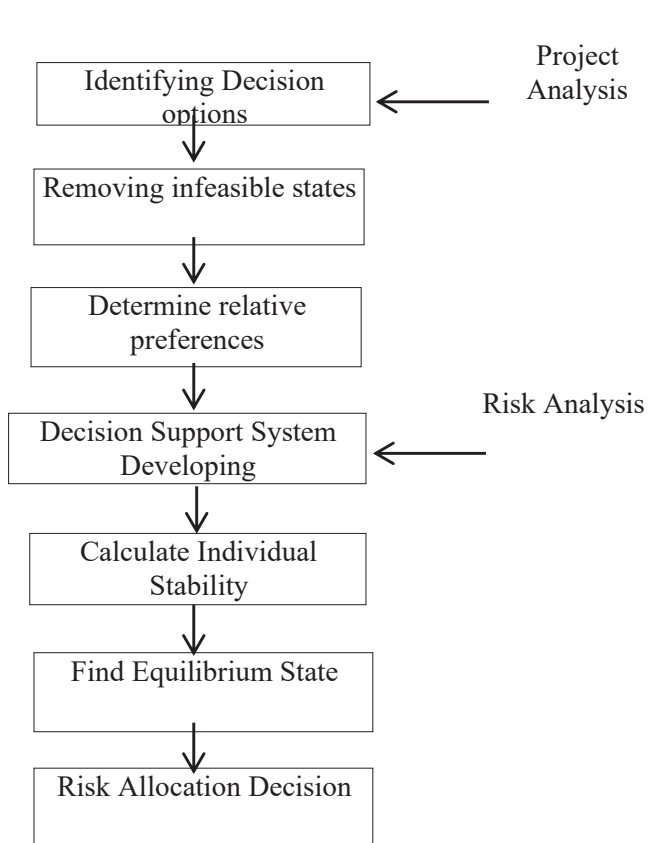 Project
Analysis
Identifying Decision
options
Removing infeasible states
Determine relative
preferences
Risk Analysis
Decision Support System
Developing
Calculate Individual
Stability
Find Equilibrium State
Risk Allocation Decision